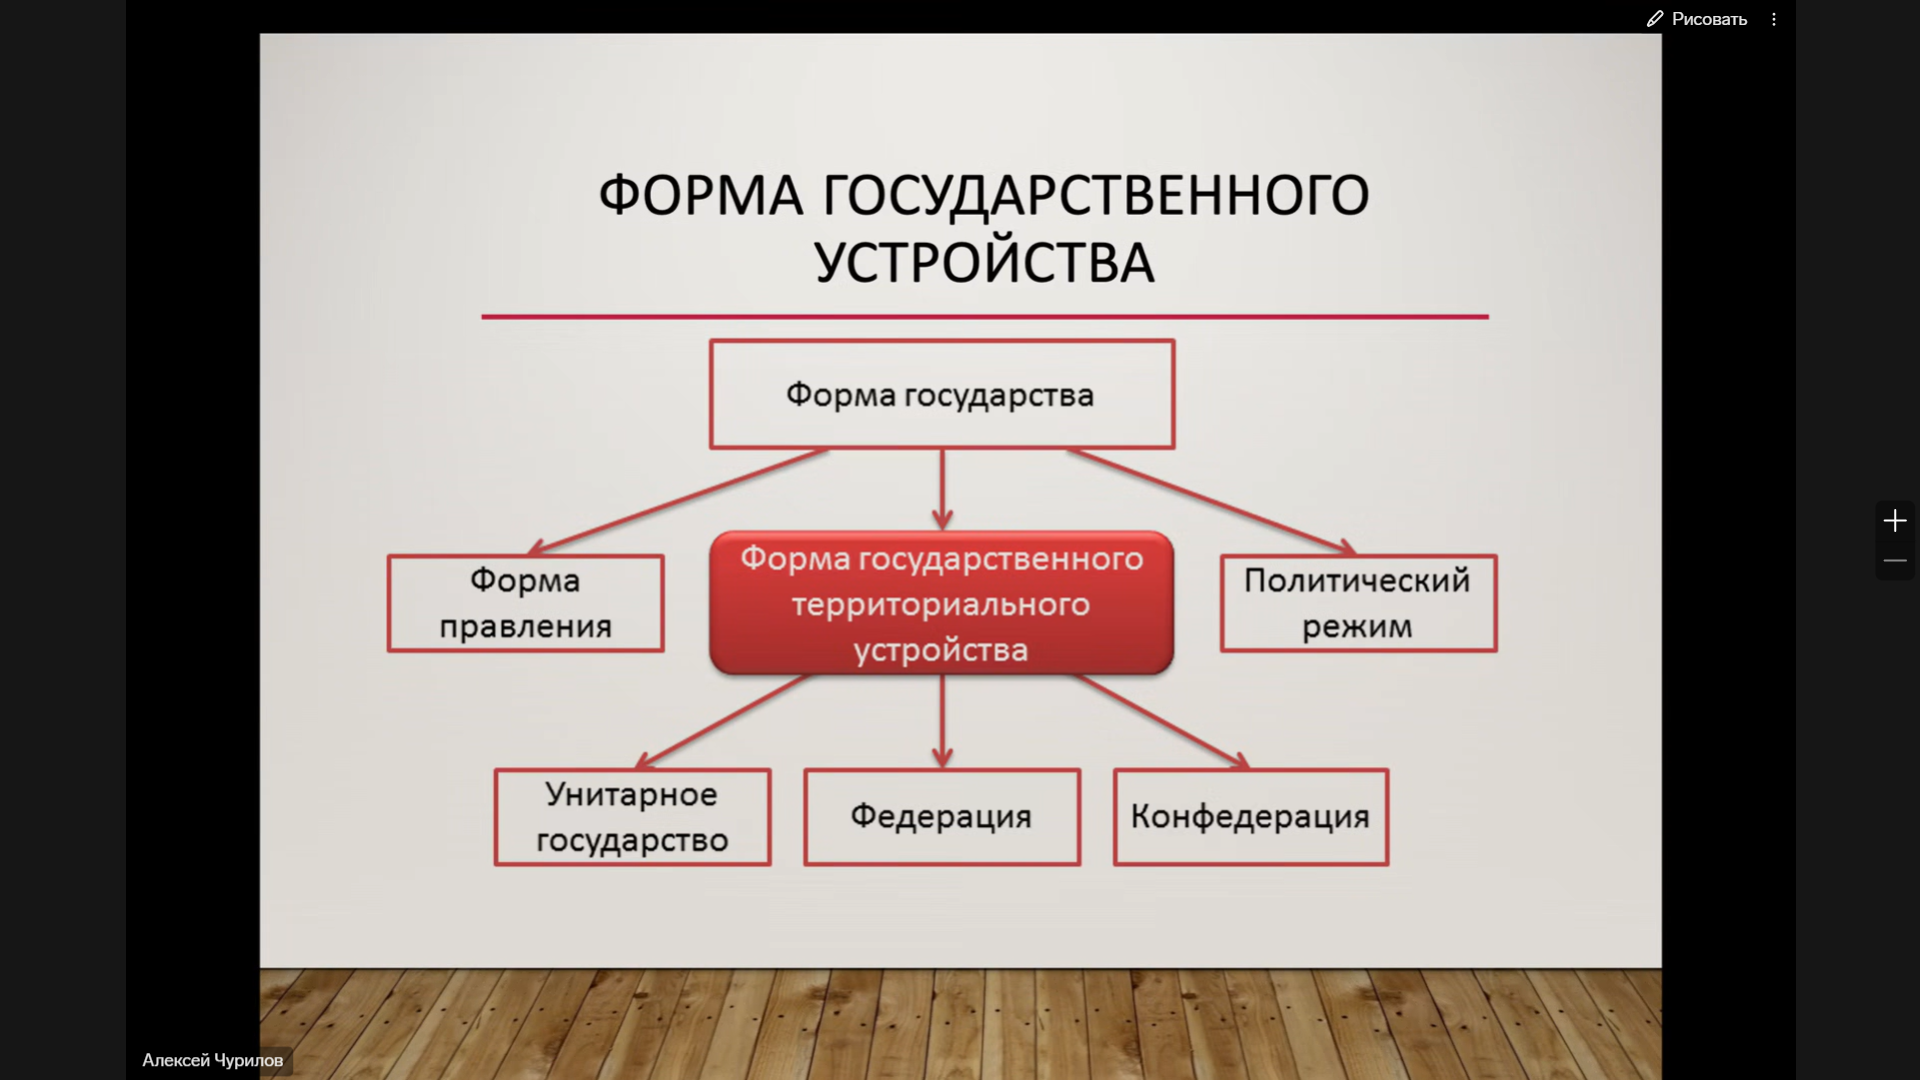 Рисовать
ФОРМА ГОСУДАРСТВЕННОГО
УСТРОЙСТВА
Форма государства
Форма
правления
Форма государственного
территориального
устройства
Политический
режим
Унитарное
государство
Федерация
Конфедерация
Алексей Чурилов